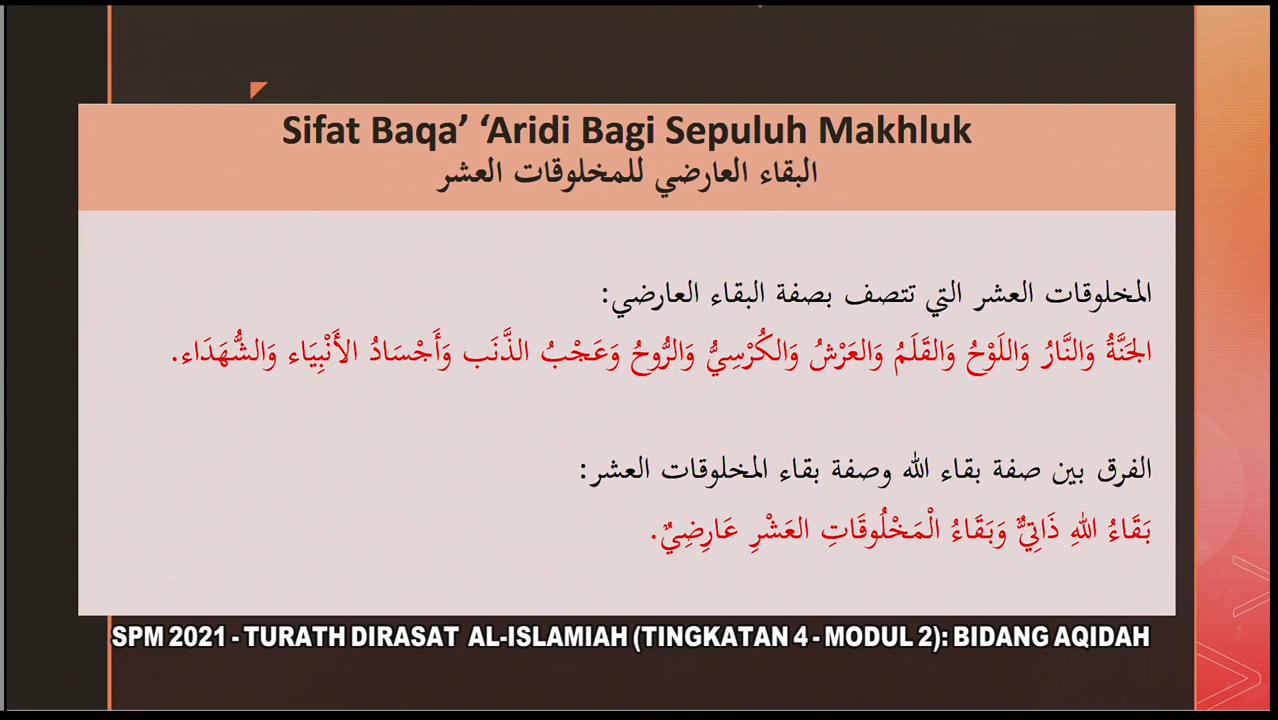 Sifat Baqa’ ‘Aridi Bagi Sepuluh Makhluk
البقاء العارضي للمخلوقات العشر
المخلوقات العشر التي تتصف بصفة البقاء العارضي:
الجَنَّةُ وَالنَّارُ وَاللَوْحُ وَالقَلَمُ وَالعَرْشُ وَالكُرْسِيُّ وَالرُّوحُ وَعَجْبُ الذَّنَب وَأَجْسَادُ الأَنْبِيَاء وَالشُّهَدَاء.
الفرق بين صفة بقاء الله وصفة بقاء المخلوقات العشر:
بَقَاءُ اللهِ ذَاتِيٌّ وَبَقَاءُ الْمَخْلُوقَاتِ العَشْرِ عَارِضِيٌ.
SPM 2021 - TURATH DIRASAT AL-ISLAMIAH (TINGKATAN 4 - MODUL 2): BIDANG AQIDAH